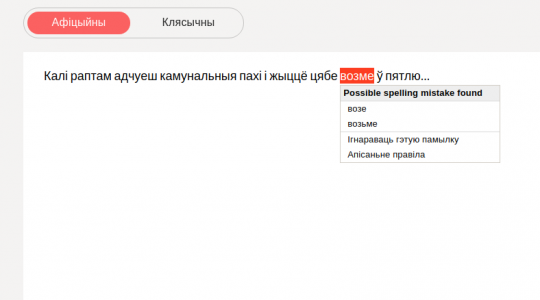 Афіцыйны Клясычны
Калі раптам адчуеш камунальныя пахі і жыццё цябе возме ў пятлю...
Possible spelling mistake found
возе
возьме
Ігнараваць гэтую памылку
Апісаньне правіла